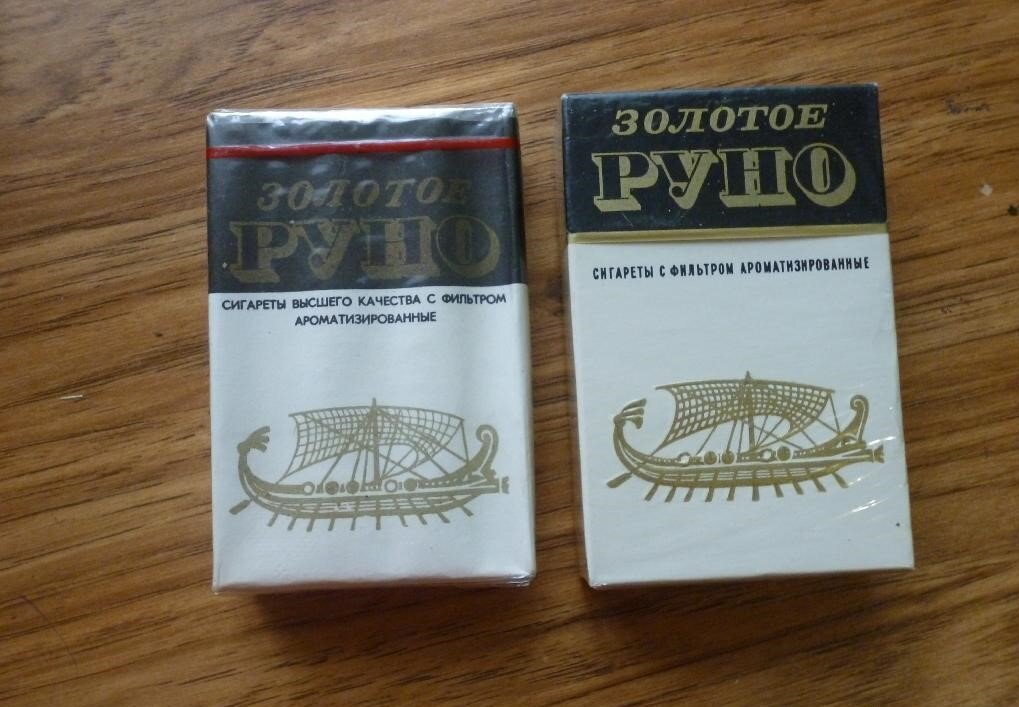 ЗОЛОТОЕ
РУНО
СИГАРЕТЫ ВЫСШЕГО КАЧЕСТВА С ФИЛЬТРОМ
АРОМАТИЗИРОВАННЫЕ
ЗОЛОТОЕ
РУНО
СИГАРЕТЫ С ФИЛЬТРОМ АРОМАТИЗИРОВАННЫЕ